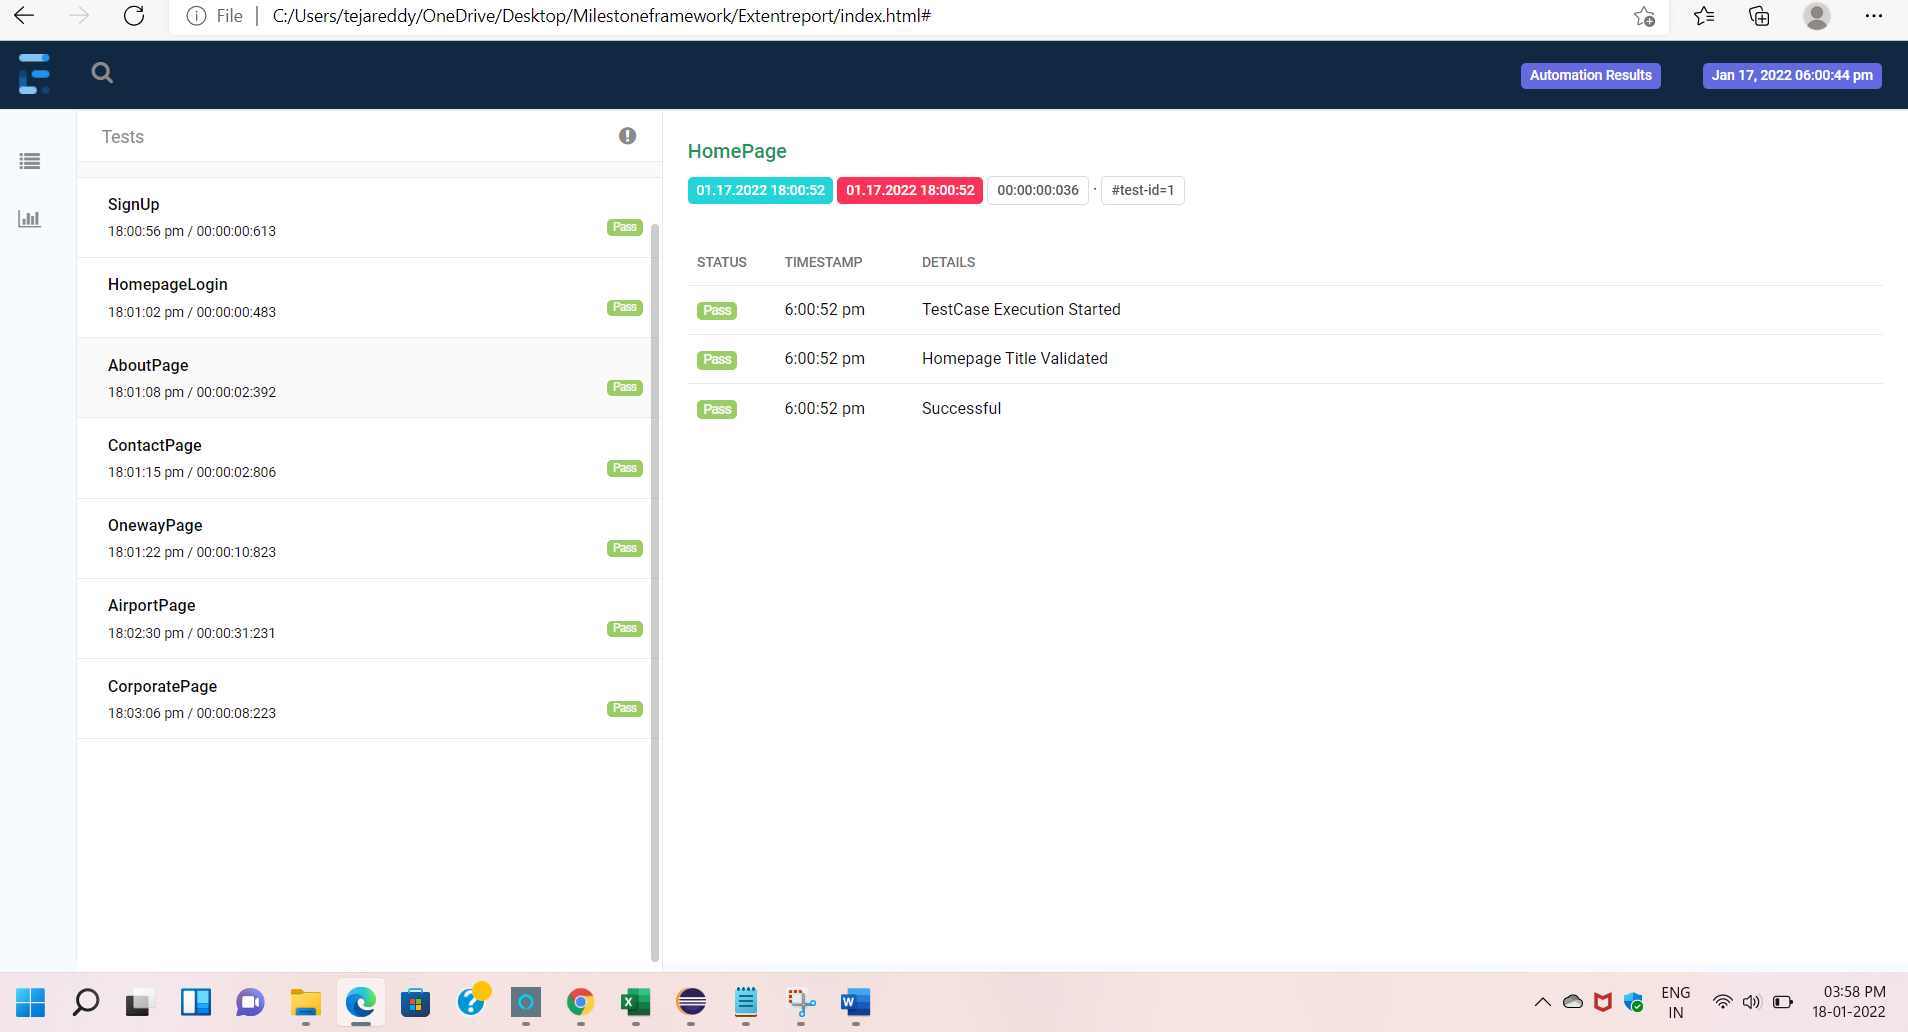 File C:/Users/tejareddy/OneDrive/Desktop/Milestoneframework/Extentreport/index.html#
Automation Results Jan 17, 2022 06:00:44 pm
Tests
SignUp
18:00:56 pm / 00:00:00:613 Pass
HomepageLogin
18:01:02 pm / 00:00:00:483 Pass
AboutPage
18:01:08 pm / 00:00:02:392 Pass
ContactPage
18:01:15 pm / 00:00:02:806 Pass
OnewayPage
18:01:22 pm / 00:00:10:823 Pass
AirportPage
18:02:30 pm / 00:00:31:231 Pass
CorporatePage
18:03:06 pm / 00:00:08:223 Pass
HomePage
01.17.2022 18:00:52 01.17.2022 18:00:52 00:00:00:036 · #test-id=1
STATUS TIMESTAMP DETAILS
Pass 6:00:52 pm TestCase Execution Started
Pass 6:00:52 pm Homepage Title Validated
Pass 6:00:52 pm Successful
ENG
IN
03:58 PM
18-01-2022